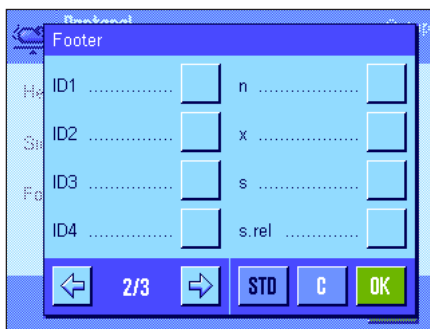 Footer
ID1 ............... n ..................
ID2 ............... x ..................
ID3 ............... s ..................
ID4 ............... s.rel .............
2/3 STD C OK